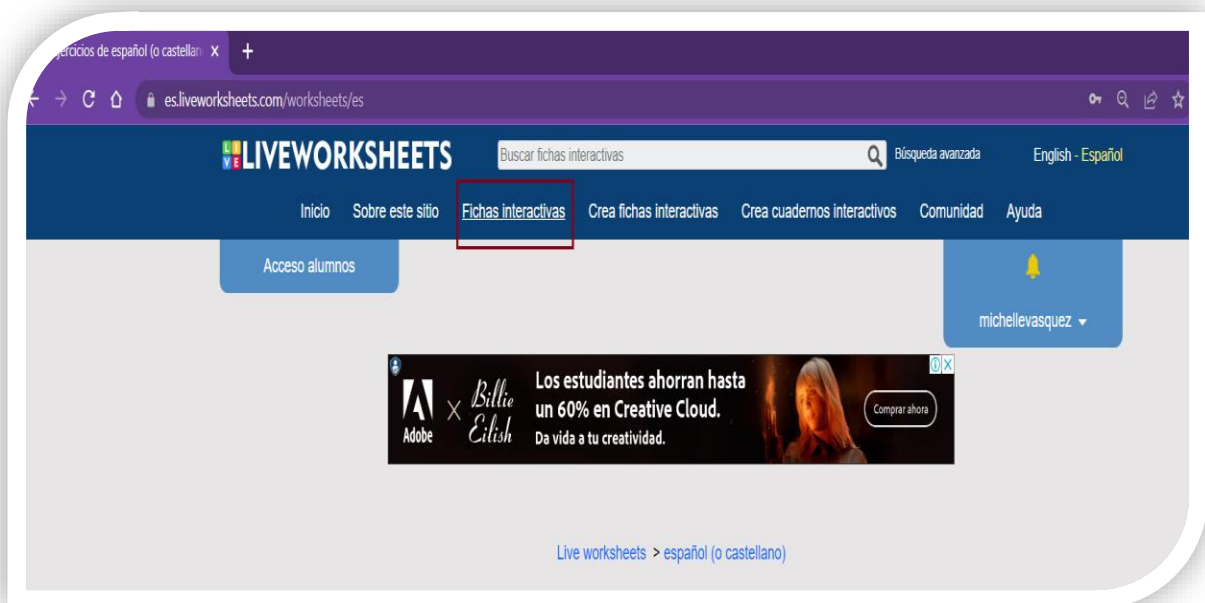 ercicios de español (o castellan
es.liveworksheets.com/worksheets/es
LIVE LIVEWORKSHEETS
Buscar fichas interactivas
Búsqueda avanzada
English - Español
Inicio Sobre este sitio Fichas interactivas Crea fichas interactivas Crea cuadernos interactivos Comunidad Ayuda
Acceso alumnos
michellevasquez
Adobe
Billie
Eilish
Los estudiantes ahorran hasta
un 60% en Creative Cloud.
Da vida a tu creatividad.
Comprar ahora
Live worksheets > español (o castellano)